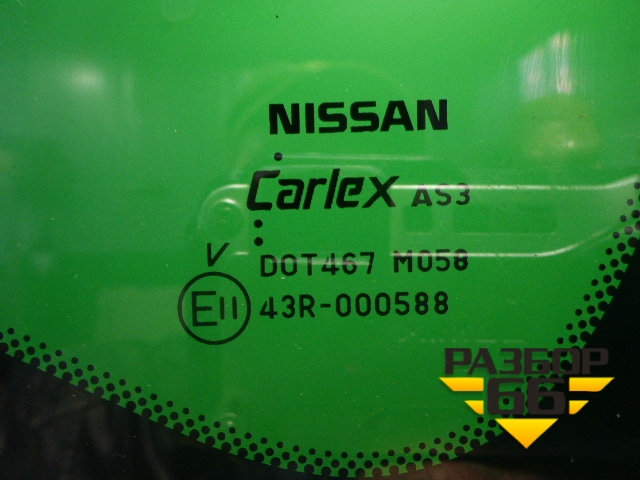 NISSAN
Carlex AS3
V
DOT467 M058
E11 43R-000588
РАЗБОР
66